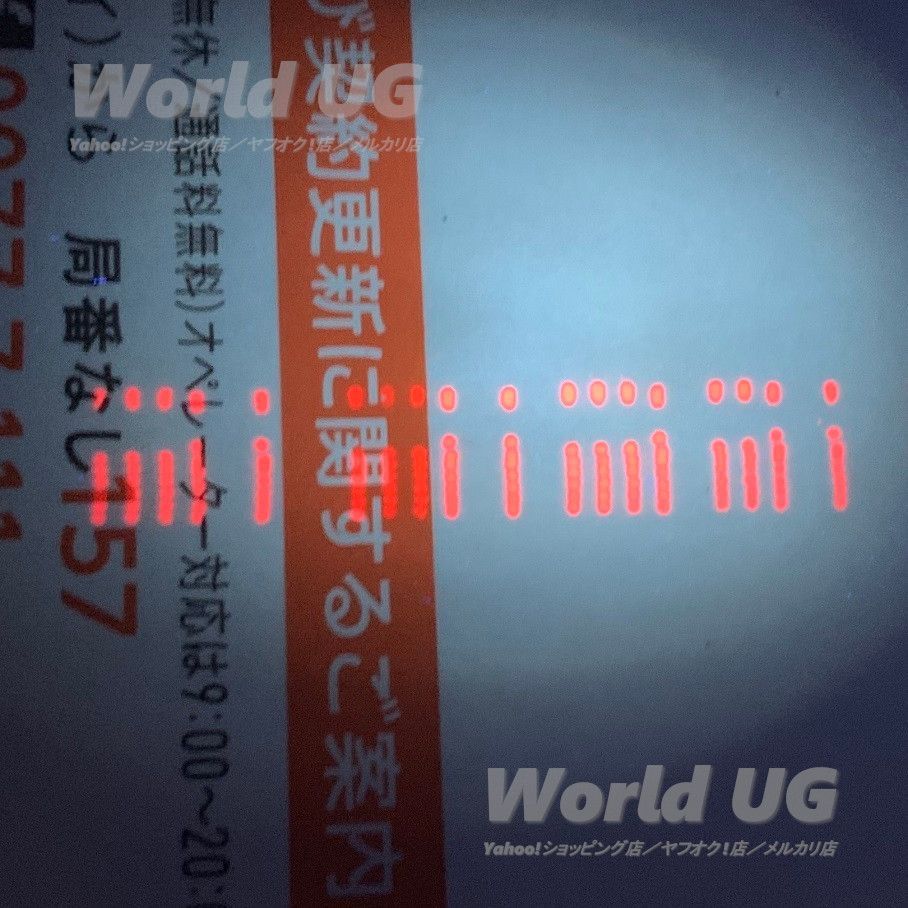 World UG
Yahoo!ショッピング店／ヤフオク!店／メルカリ店
び契約更新に関するご案内
無休/通話料無料)オペレーター対応は9:00～20:
から 局番なし157
World UG
Yahoo!ショッピング店／ヤフオク!店／メルカリ店